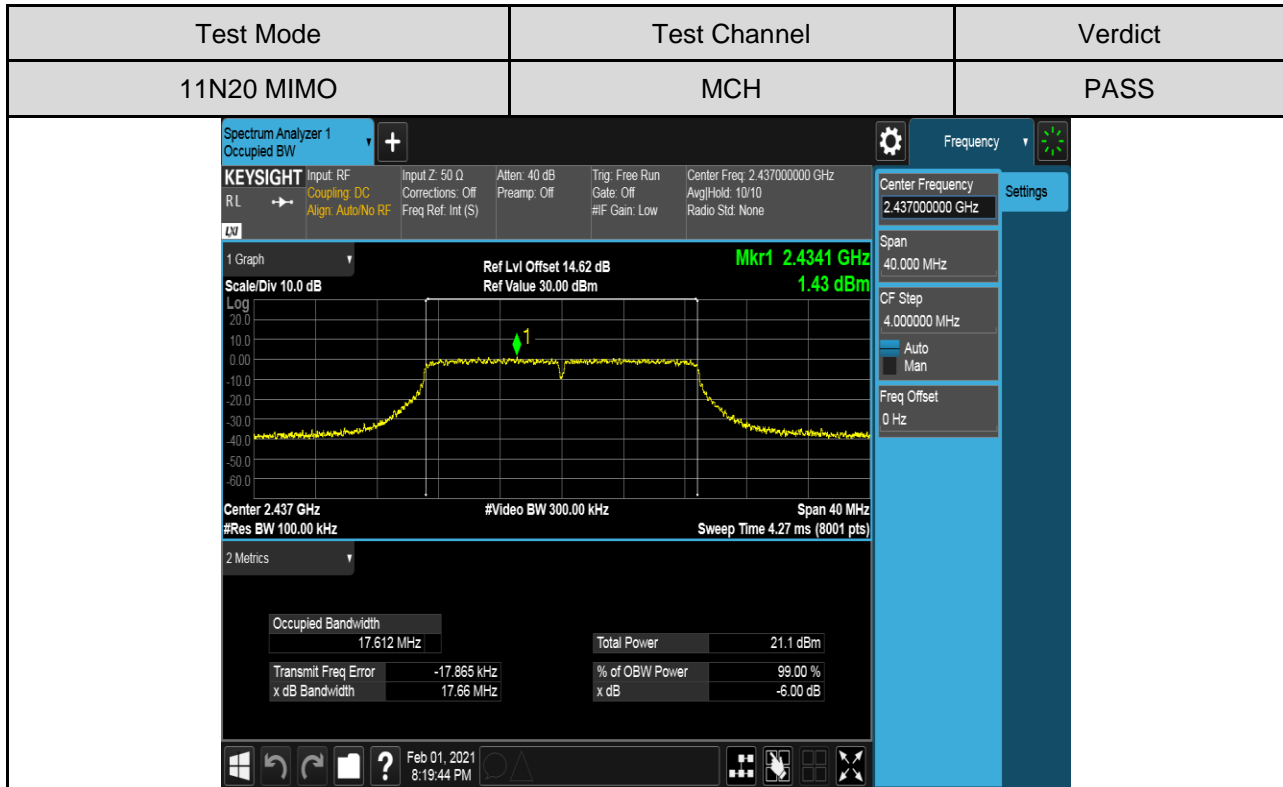 Test Mode Test Channel Verdict
11N20 MIMO MCH PASS
Spectrum Analyzer 1
Occupied BW
+
Frequency
KEYSIGHT Input: RF Input Z: 50 Ω Atten: 40 dB Trig: Free Run Center Freq: 2.437000000 GHz
RL Coupling: DC Corrections: Off Preamp: Off Gate: Off Avg|Hold: 10/10
Align: Auto/No RF Freq Ref: Int (S) #IF Gain: Low Radio Std: None
LXI
Center Frequency
2.437000000 GHz
Settings
Span
40.000 MHz
CF Step
4.000000 MHz
Auto
Man
Freq Offset
0 Hz
1 Graph
Ref Lvl Offset 14.62 dB
Mkr1 2.4341 GHz
Scale/Div 10.0 dB
Ref Value 30.00 dBm
1.43 dBm
Log
20.0
10.0
1
0.00
-10.0
-20.0
-30.0
-40.0
-50.0
-60.0
Center 2.437 GHz #Video BW 300.00 kHz Span 40 MHz
#Res BW 100.00 kHz Sweep Time 4.27 ms (8001 pts)
2 Metrics
Occupied Bandwidth
17.612 MHz
Total Power 21.1 dBm
Transmit Freq Error -17.865 kHz % of OBW Power 99.00 %
x dB Bandwidth 17.66 MHz x dB -6.00 dB
?
Feb 01, 2021
8:19:44 PM